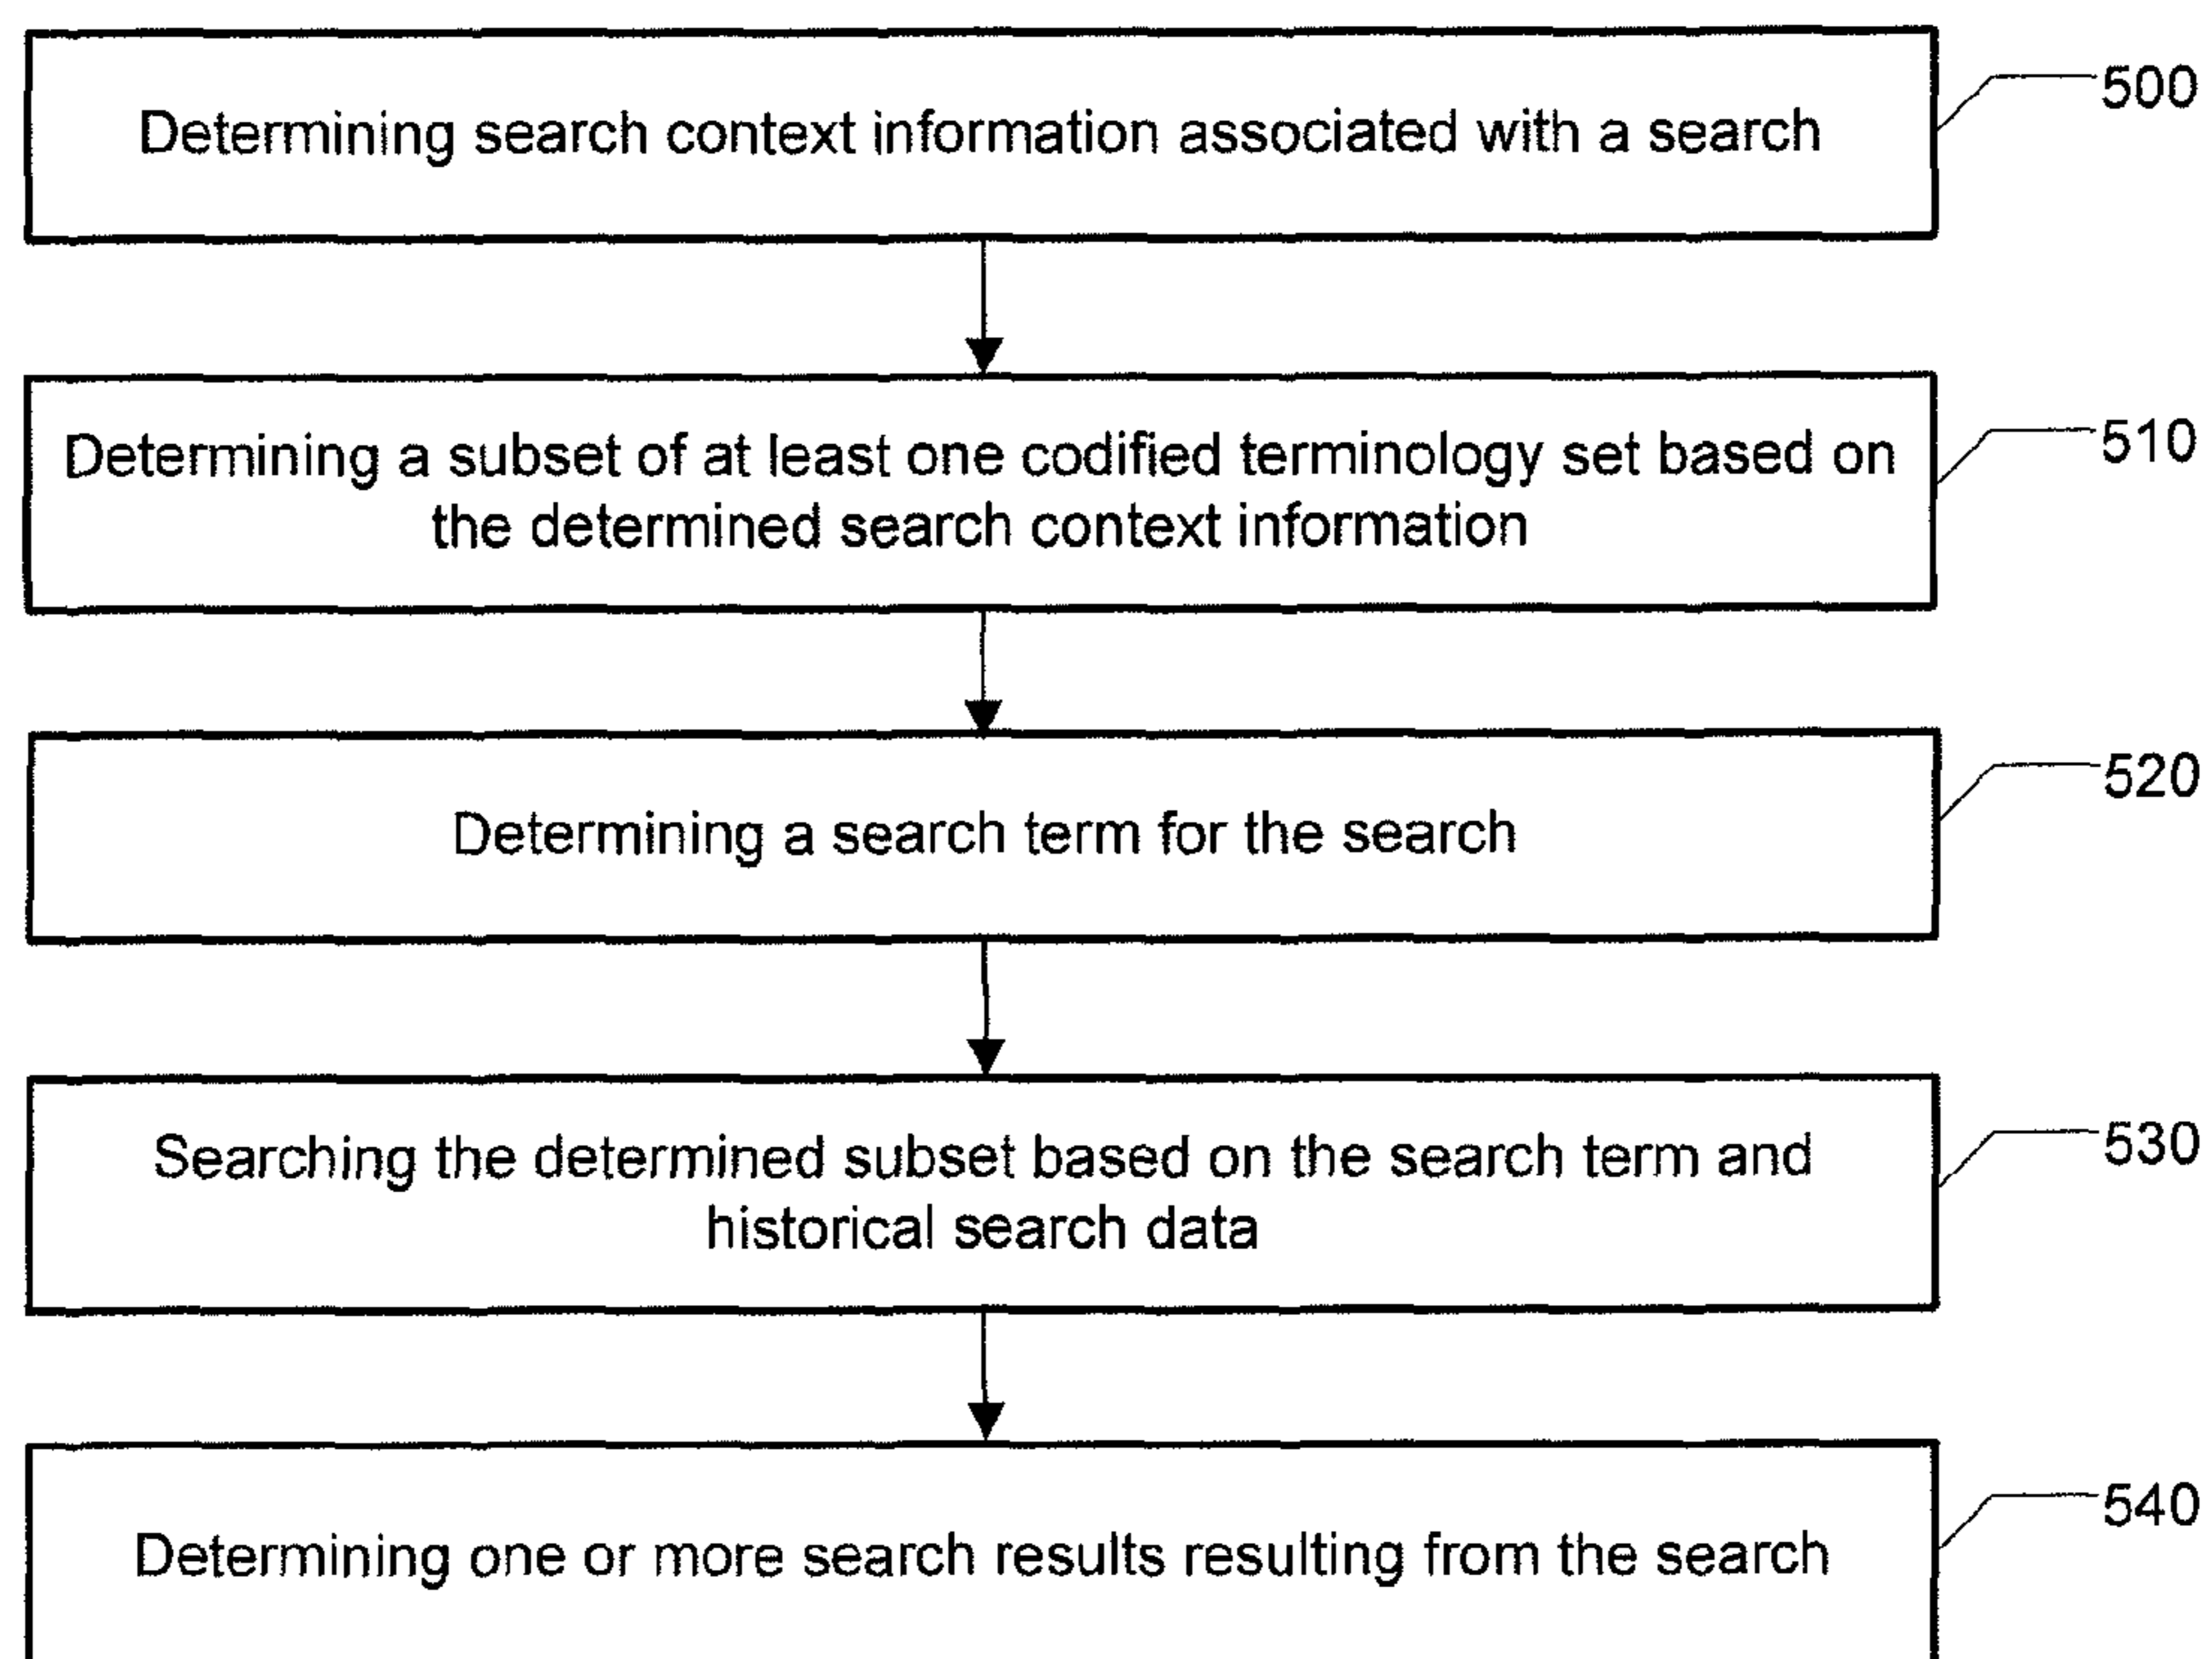 Determining search context information associated with a search
500
Determining a subset of at least one codified terminology set based on
the determined search context information
510
Determining a search term for the search
520
Searching the determined subset based on the search term and
historical search data
530
Determining one or more search results resulting from the search
540